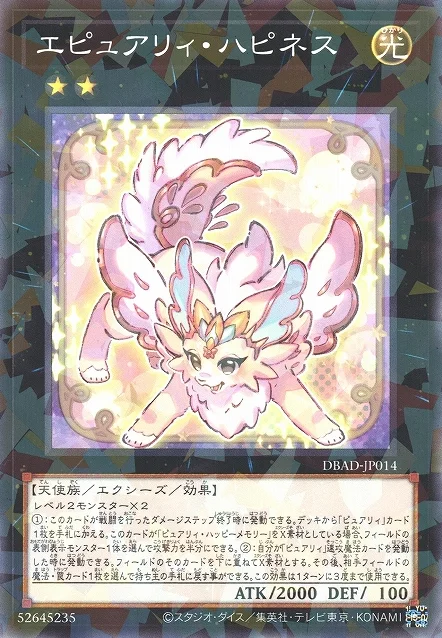 エピュアリィ・ハピネス
光
DBAD-JP014
【天使族／エクシーズ／効果】
レベル2モンスター×2
①:このカードが戦闘を行ったダメージステップ終了時に発動できる。デッキから「ピュアリィ」カード
1枚を手札に加える。このカードが「ピュアリィ・ハッピーメモリー」をX素材としている場合、フィールドの
表側表示モンスター1体を選んで攻撃力を半分にできる。②:自分が「ピュアリィ」速攻魔法カードを発動
した時に発動できる。フィールドのそのカードを下に重ねてX素材とする。その後、相手フィールドの
魔法・罠カード1枚を選んで持ち主の手札に戻す事ができる。この効果は1ターンに3度まで使用できる。
ATK/2000 DEF/ 100
52645235
©スタジオ・ダイス／集英社・テレビ東京・KONAMI